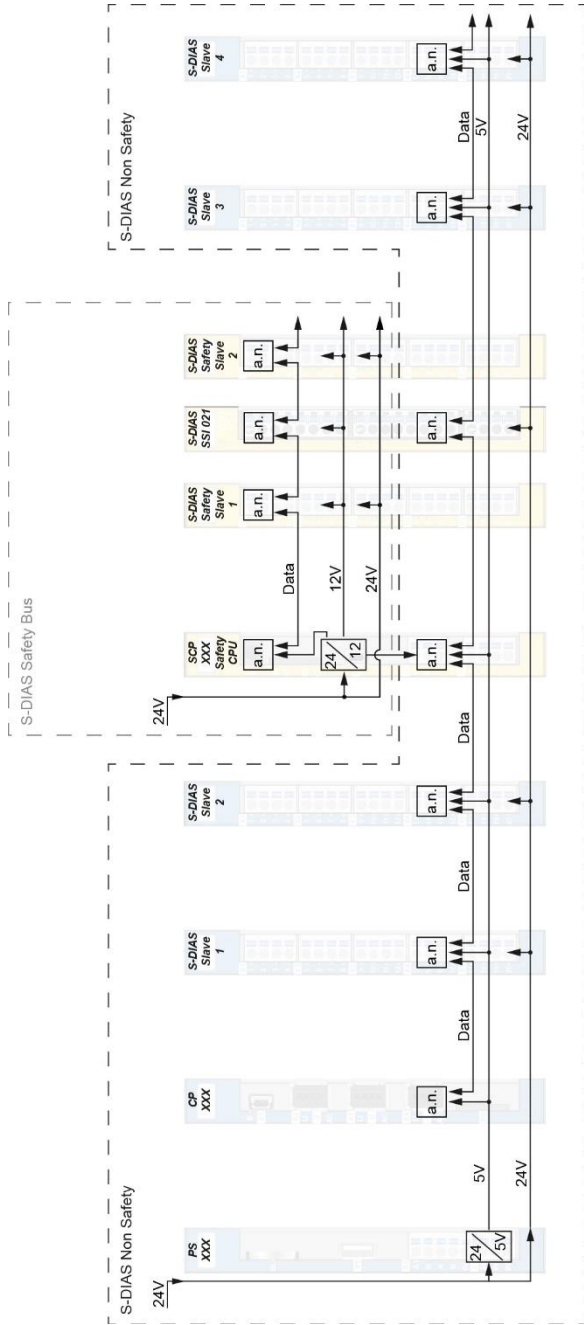 S-DIAS Safety Bus
S-DIAS Non Safety
S-DIAS Non Safety
24V
24V
PS
XXX
CP
XXX
S-DIAS
Slave
1
S-DIAS
Slave
2
SCP
XXX
Safety
CPU
S-DIAS
Safety
Slave
1
S-DIAS
SSI 021
S-DIAS
Safety
Slave
2
S-DIAS
Slave
3
S-DIAS
Slave
4
a.n.
a.n.
a.n.
a.n.
Data
24
12
12V
24V
a.n.
a.n.
a.n.
a.n.
a.n.
a.n.
a.n.
Data
Data
Data
Data
24
5V
5V
5V
24V
24V